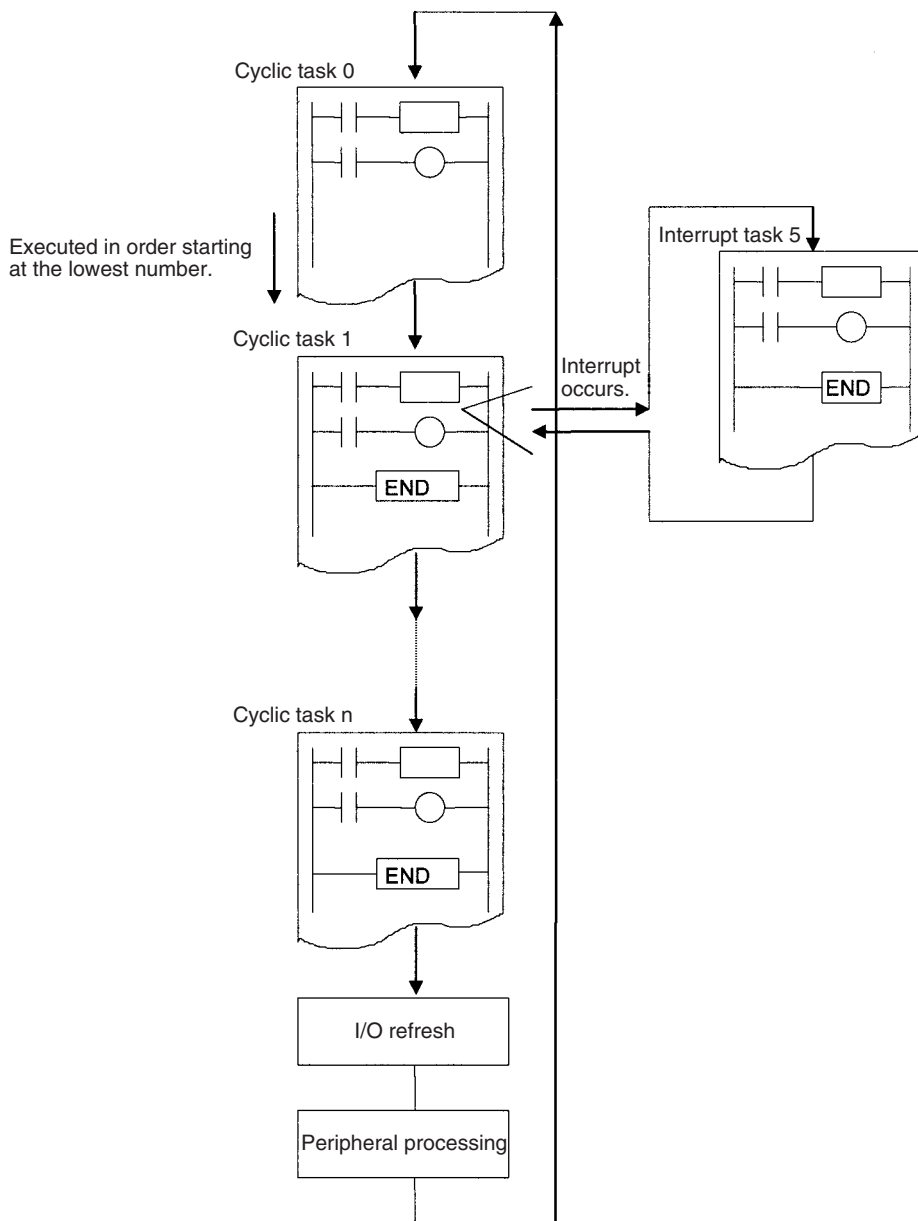 Cyclic task 0
Executed in order starting
at the lowest number.
Cyclic task 1
END
Interrupt
occurs.
Interrupt task 5
END
Cyclic task n
END
I/O refresh
Peripheral processing